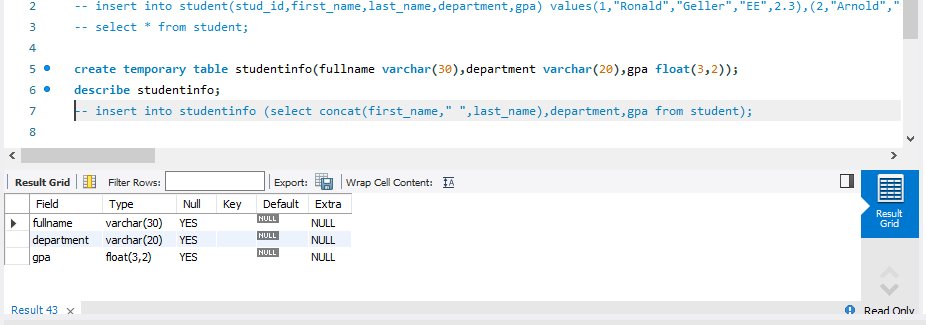 2 -- insert into student(stud_id,first_name,last_name,department,gpa) values(1,"Ronald","Geller","EE",2.3),(2,"Arnold","
3 -- select * from student;
4
5 create temporary table studentinfo(fullname varchar(30),department varchar(20),gpa float(3,2));
6 describe studentinfo;
7 -- insert into studentinfo (select concat(first_name," ",last_name),department,gpa from student);
8
Result Grid Filter Rows: Export: Wrap Cell Content: IA
Field Type Null Key Default Extra
fullname varchar(30) YES NULL NULL
department varchar(20) YES NULL NULL
gpa float(3,2) YES NULL NULL
Result
Grid
Result 43 Read Only